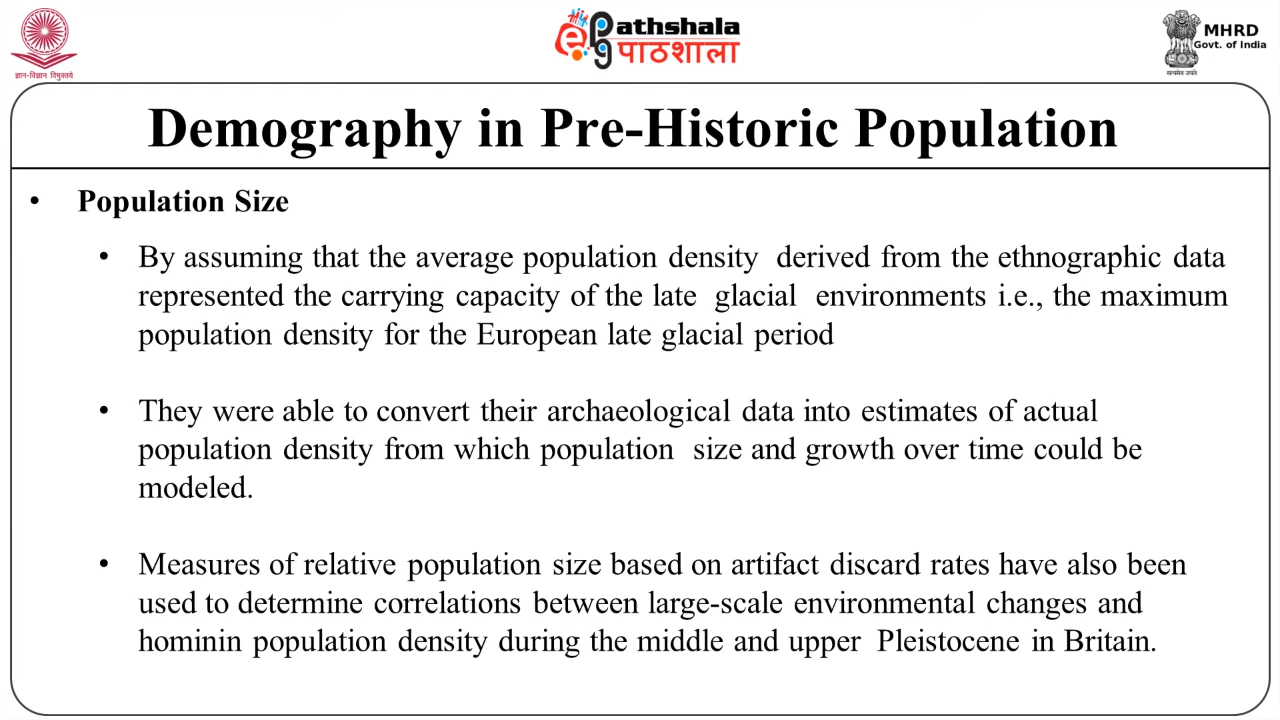 ज्ञान-विज्ञान विमुक्तये
ePathshala
पाठशाला
MHRD
Govt. of India
सत्यमेव जयते
Demography in Pre-Historic Population
• Population Size
• By assuming that the average population density derived from the ethnographic data
represented the carrying capacity of the late glacial environments i.e., the maximum
population density for the European late glacial period
• They were able to convert their archaeological data into estimates of actual
population density from which population size and growth over time could be
modeled.
• Measures of relative population size based on artifact discard rates have also been
used to determine correlations between large-scale environmental changes and
hominin population density during the middle and upper Pleistocene in Britain.